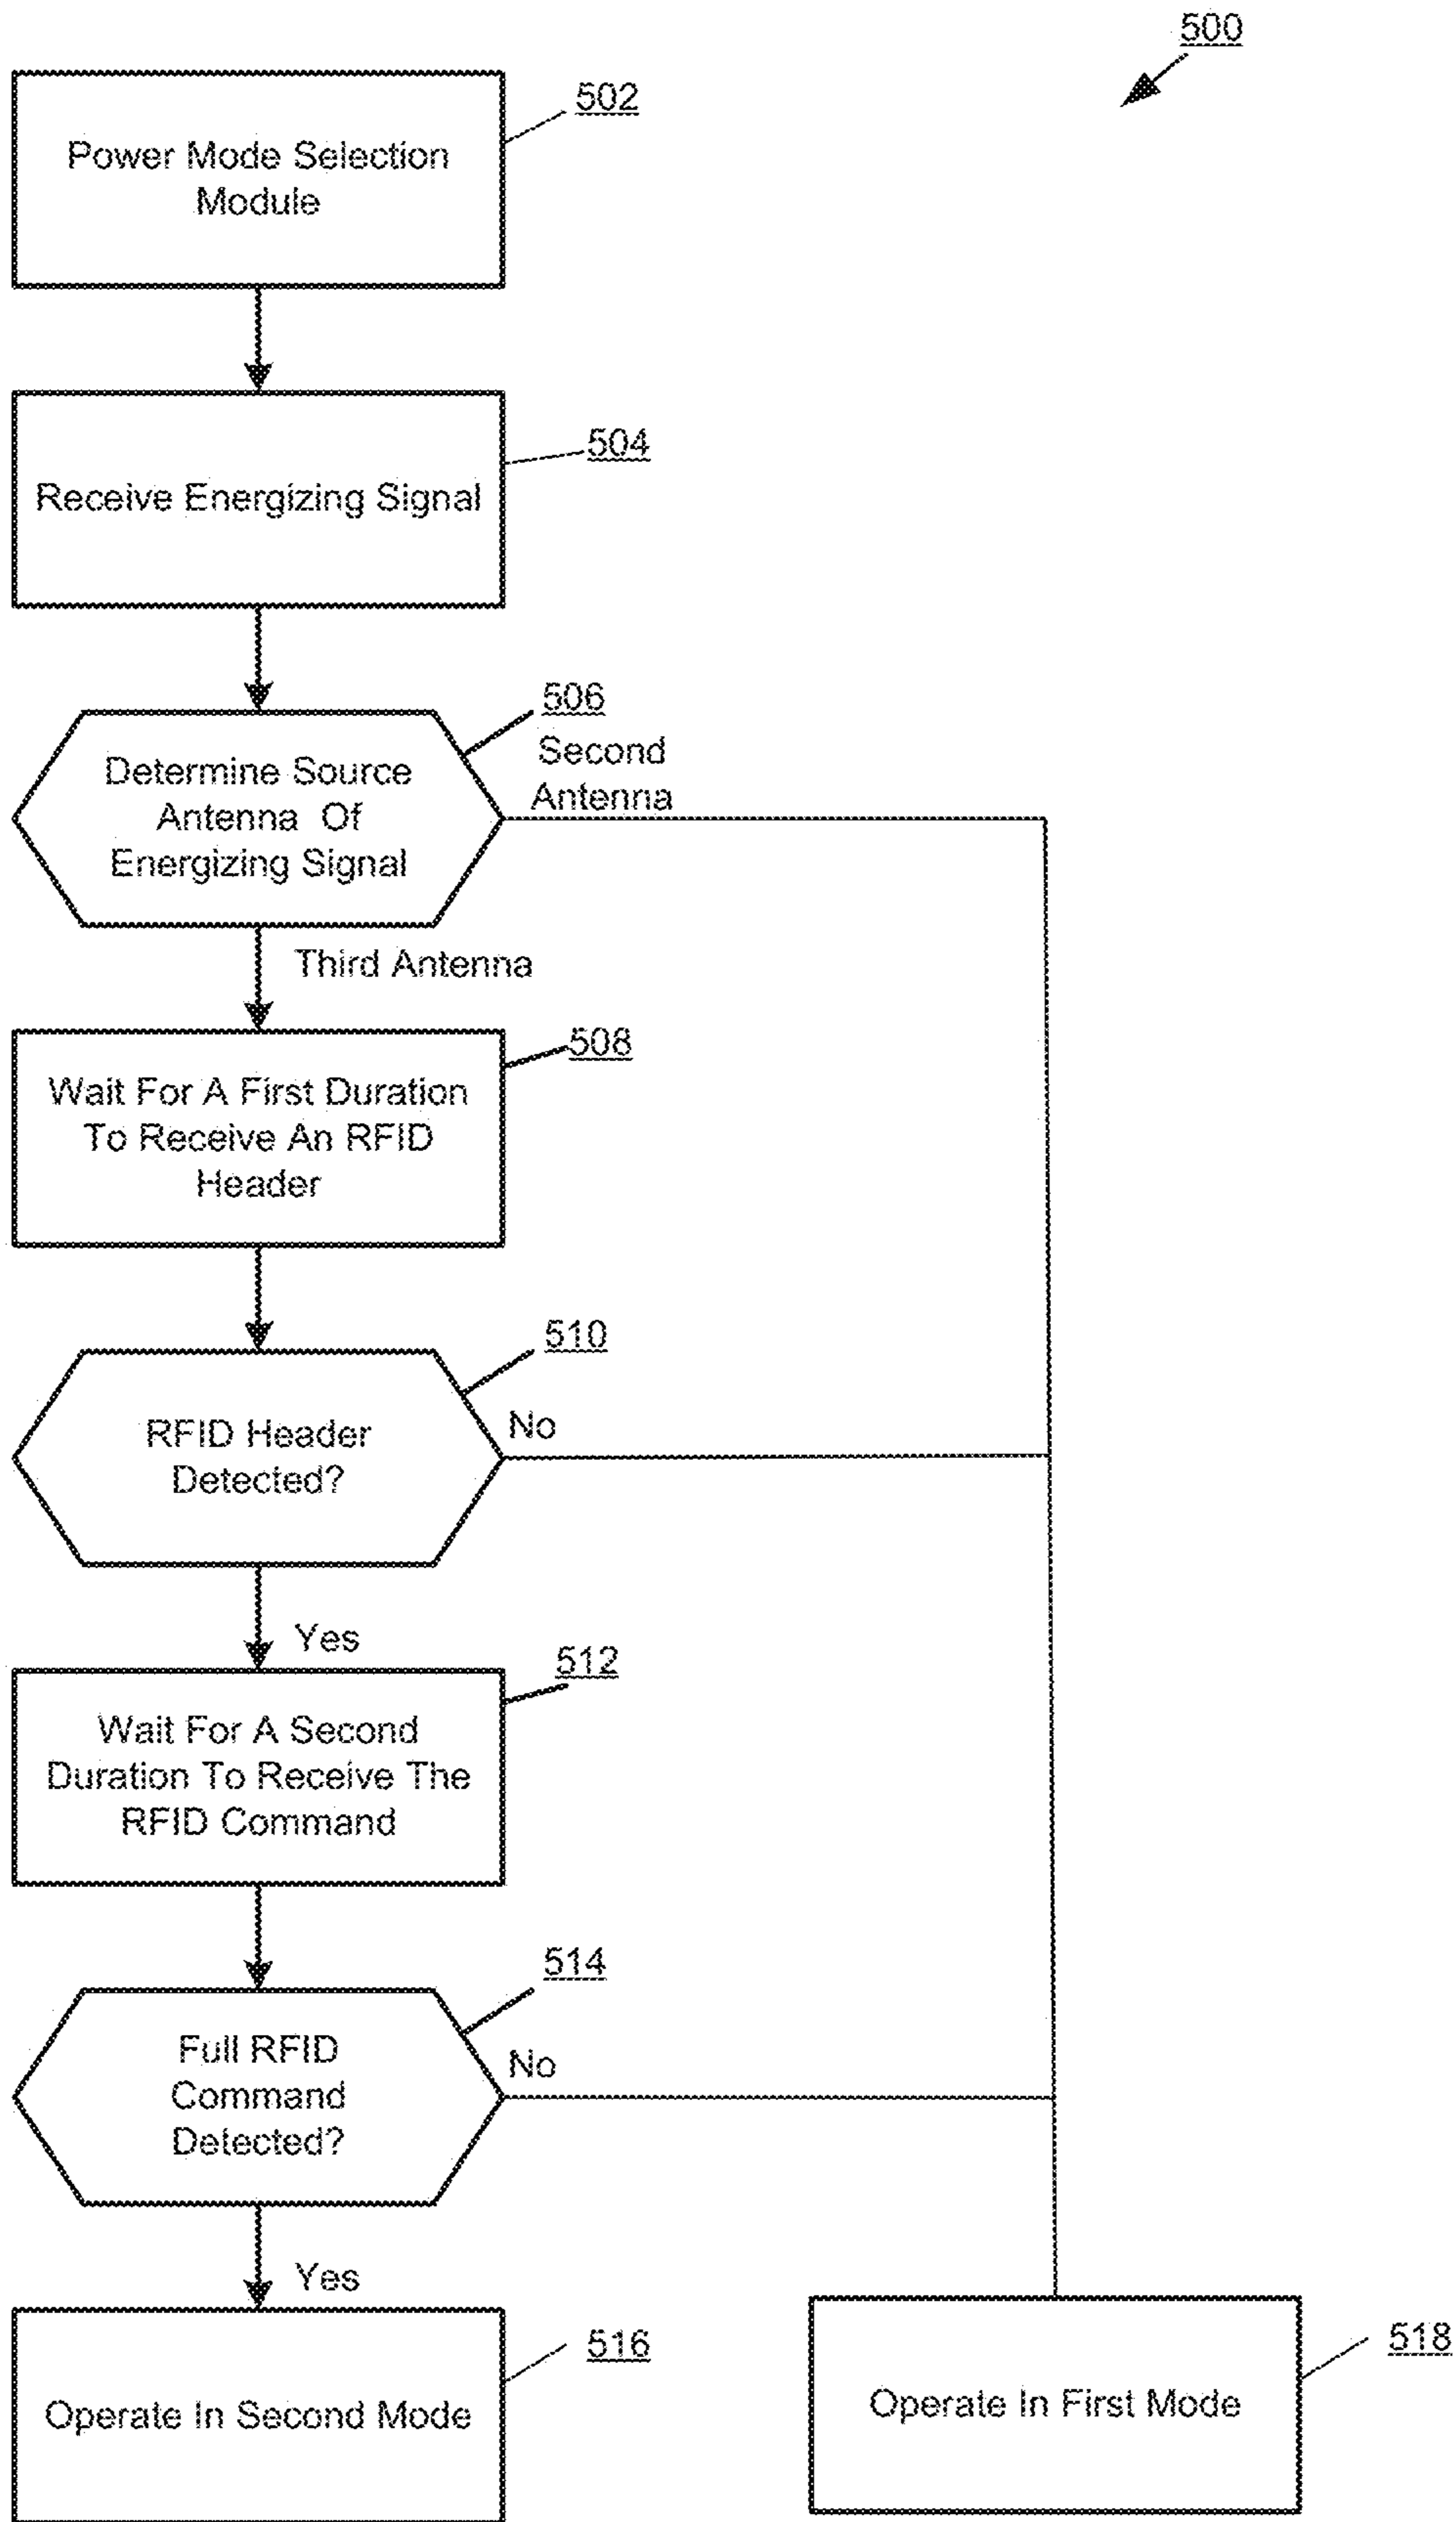 500
502
Power Mode Selection
Module
504
Receive Energizing Signal
506
Second
Antenna
Determine Source
Antenna Of
Energizing Signal
Third Antenna
508
Wait For A First Duration
To Receive An RFID
Header
510
No
RFID Header
Detected?
Yes
512
Wait For A Second
Duration To Receive The
RFID Command
514
No
Full RFID
Command
Detected?
Yes
516
Operate In Second Mode
518
Operate In First Mode